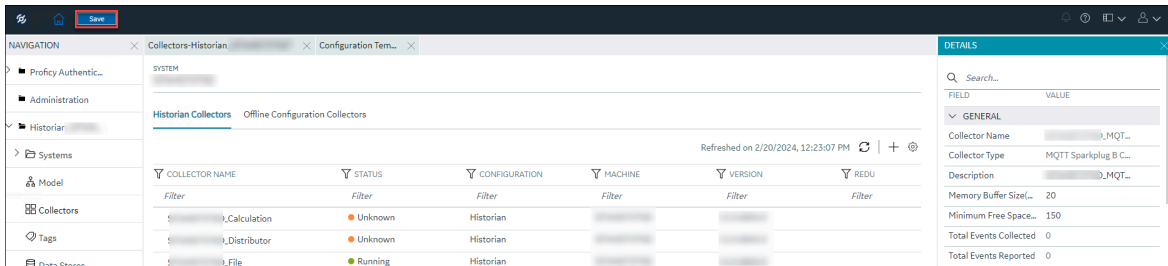 Save
NAVIGATION
Collectors-Historian_
Configuration Tem...
DETAILS
Proficy Authentic...
Administration
Historian
Systems
Model
Collectors
Tags
Data Stores
SYSTEM
Historian Collectors Offline Configuration Collectors
Refreshed on 2/20/2024, 12:23:07 PM
COLLECTOR NAME STATUS CONFIGURATION MACHINE VERSION REDU
Filter Filter Filter Filter Filter Filter
_Calculation Unknown Historian
_Distributor Unknown Historian
_File Running Historian
Search...
FIELD VALUE
GENERAL
Collector Name _MQT...
Collector Type MQTT Sparkplug B C...
Description _MQT...
Memory Buffer Size(... 20
Minimum Free Space... 150
Total Events Collected 0
Total Events Reported 0